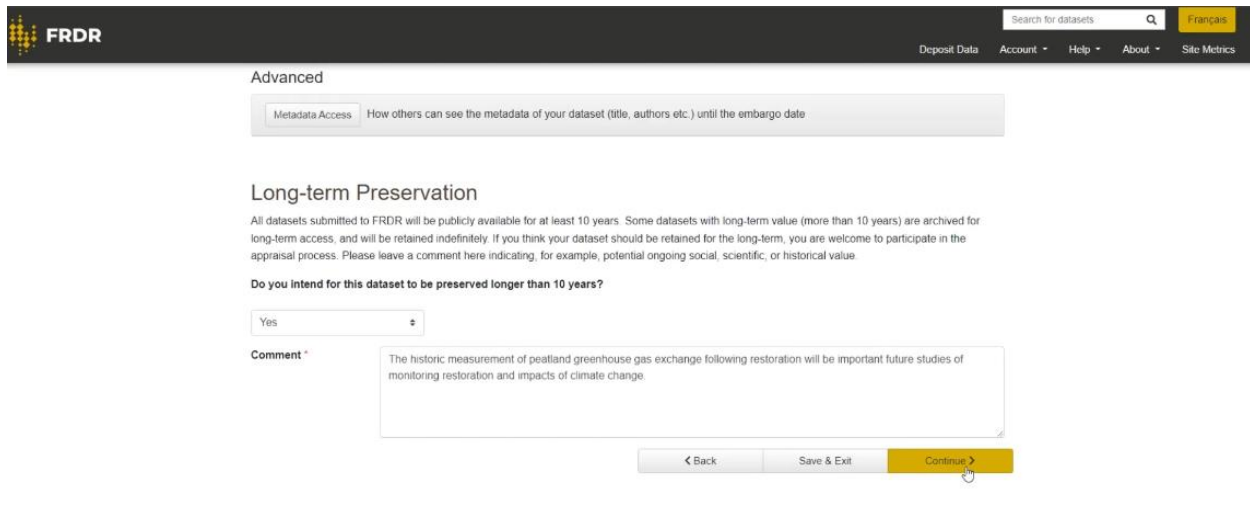 FRDR
Search for datasets
Français
Deposit Data Account Help About Site Metrics
Advanced
Metadata Access How others can see the metadata of your dataset (title, authors etc.) until the embargo date
Long-term Preservation
All datasets submitted to FRDR will be publicly available for at least 10 years. Some datasets with long-term value (more than 10 years) are archived for
long-term access, and will be retained indefinitely. If you think your dataset should be retained for the long-term, you are welcome to participate in the
appraisal process. Please leave a comment here indicating, for example, potential ongoing social, scientific, or historical value.
Do you intend for this dataset to be preserved longer than 10 years?
Yes
Comment *
The historic measurement of peatland greenhouse gas exchange following restoration will be important future studies of
monitoring restoration and impacts of climate change.
Back Save & Exit Continue